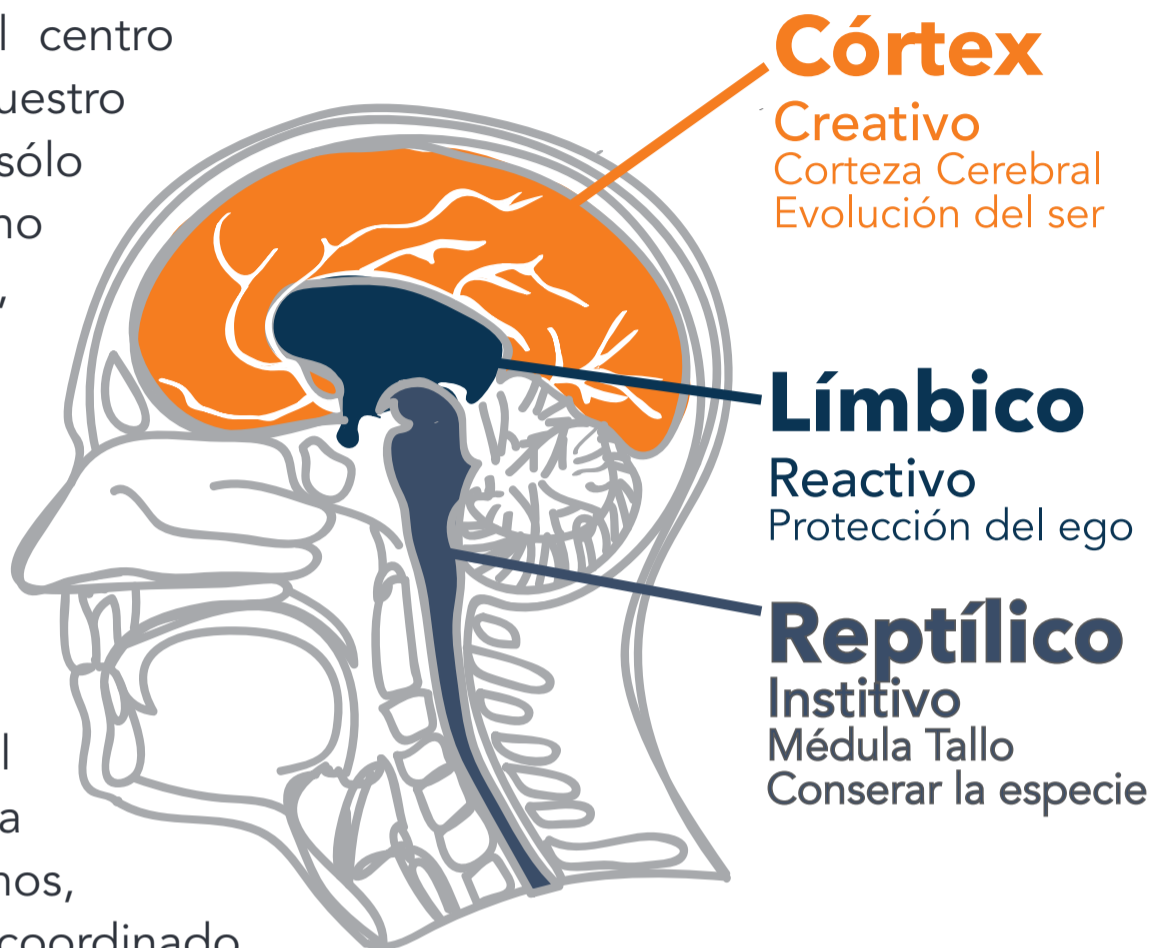 l centro
uestro
sólo
no
,
l
a
nos,
coordinado
Córtex
Creativo
Corteza Cerebral
Evolución del ser
Límbico
Reactivo
Protección del ego
Reptílico
Institivo
Médula Tallo
Conserar la especie